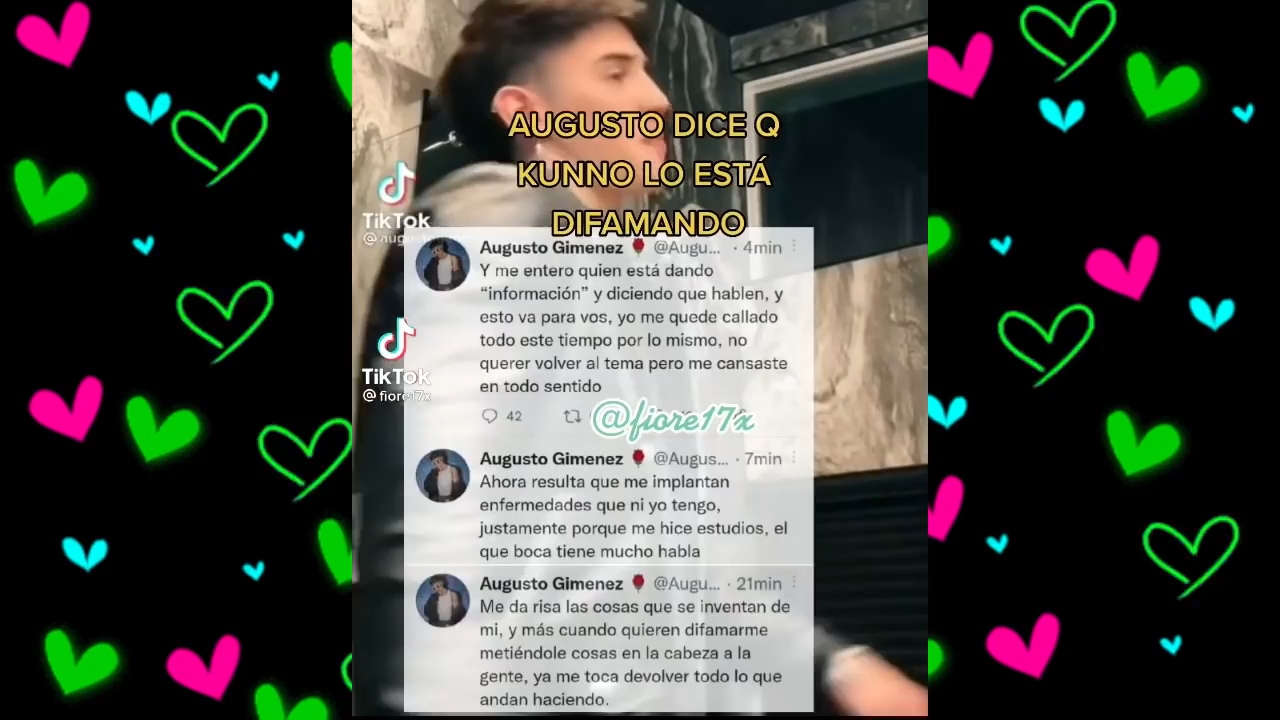 AUGUSTO DICE Q
KUNNO LO ESTÁ
DIFAMANDO
TikTok
TikTok
@fiore17x
Augusto Gimenez @Augu... · 4min
Y me entero quien está dando
“información” y diciendo que hablen, y
esto va para vos, yo me quede callado
todo este tiempo por lo mismo, no
querer volver al tema pero me cansaste
en todo sentido
42
@fiore17x
Augusto Gimenez @Augus... · 7min
Ahora resulta que me implantan
enfermedades que ni yo tengo,
justamente porque me hice estudios, el
que boca tiene mucho habla
Augusto Gimenez @Augu... · 21min
Me da risa las cosas que se inventan de
mi, y más cuando quieren difamarme
metiéndole cosas en la cabeza a la
gente, ya me toca devolver todo lo que
andan haciendo.